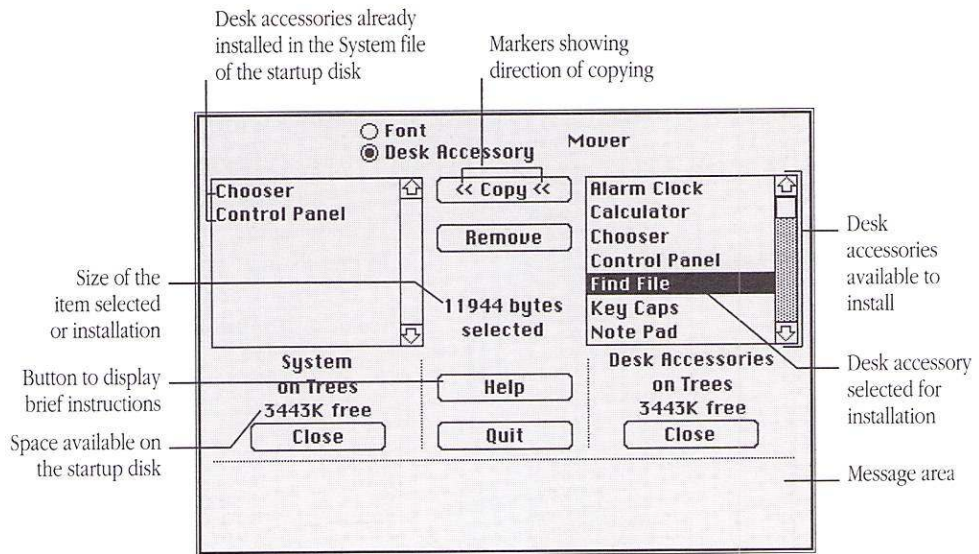 Desk accessories already
installed in the System file
of the startup disk
Markers showing
direction of copying
Font
Desk Accessory
Mover
Chooser
Control Panel
<< Copy <<
Remove
11944 bytes
selected
Alarm Clock
Calculator
Chooser
Control Panel
Find File
Key Caps
Note Pad
Desk
accessories
available to
install
Size of the
item selected
or installation
System
on Trees
3443K free
Close
Help
Quit
Desk Accessories
on Trees
3443K free
Close
Button to display
brief instructions
Space available on
the startup disk
Desk accessory
selected for
installation
Message area